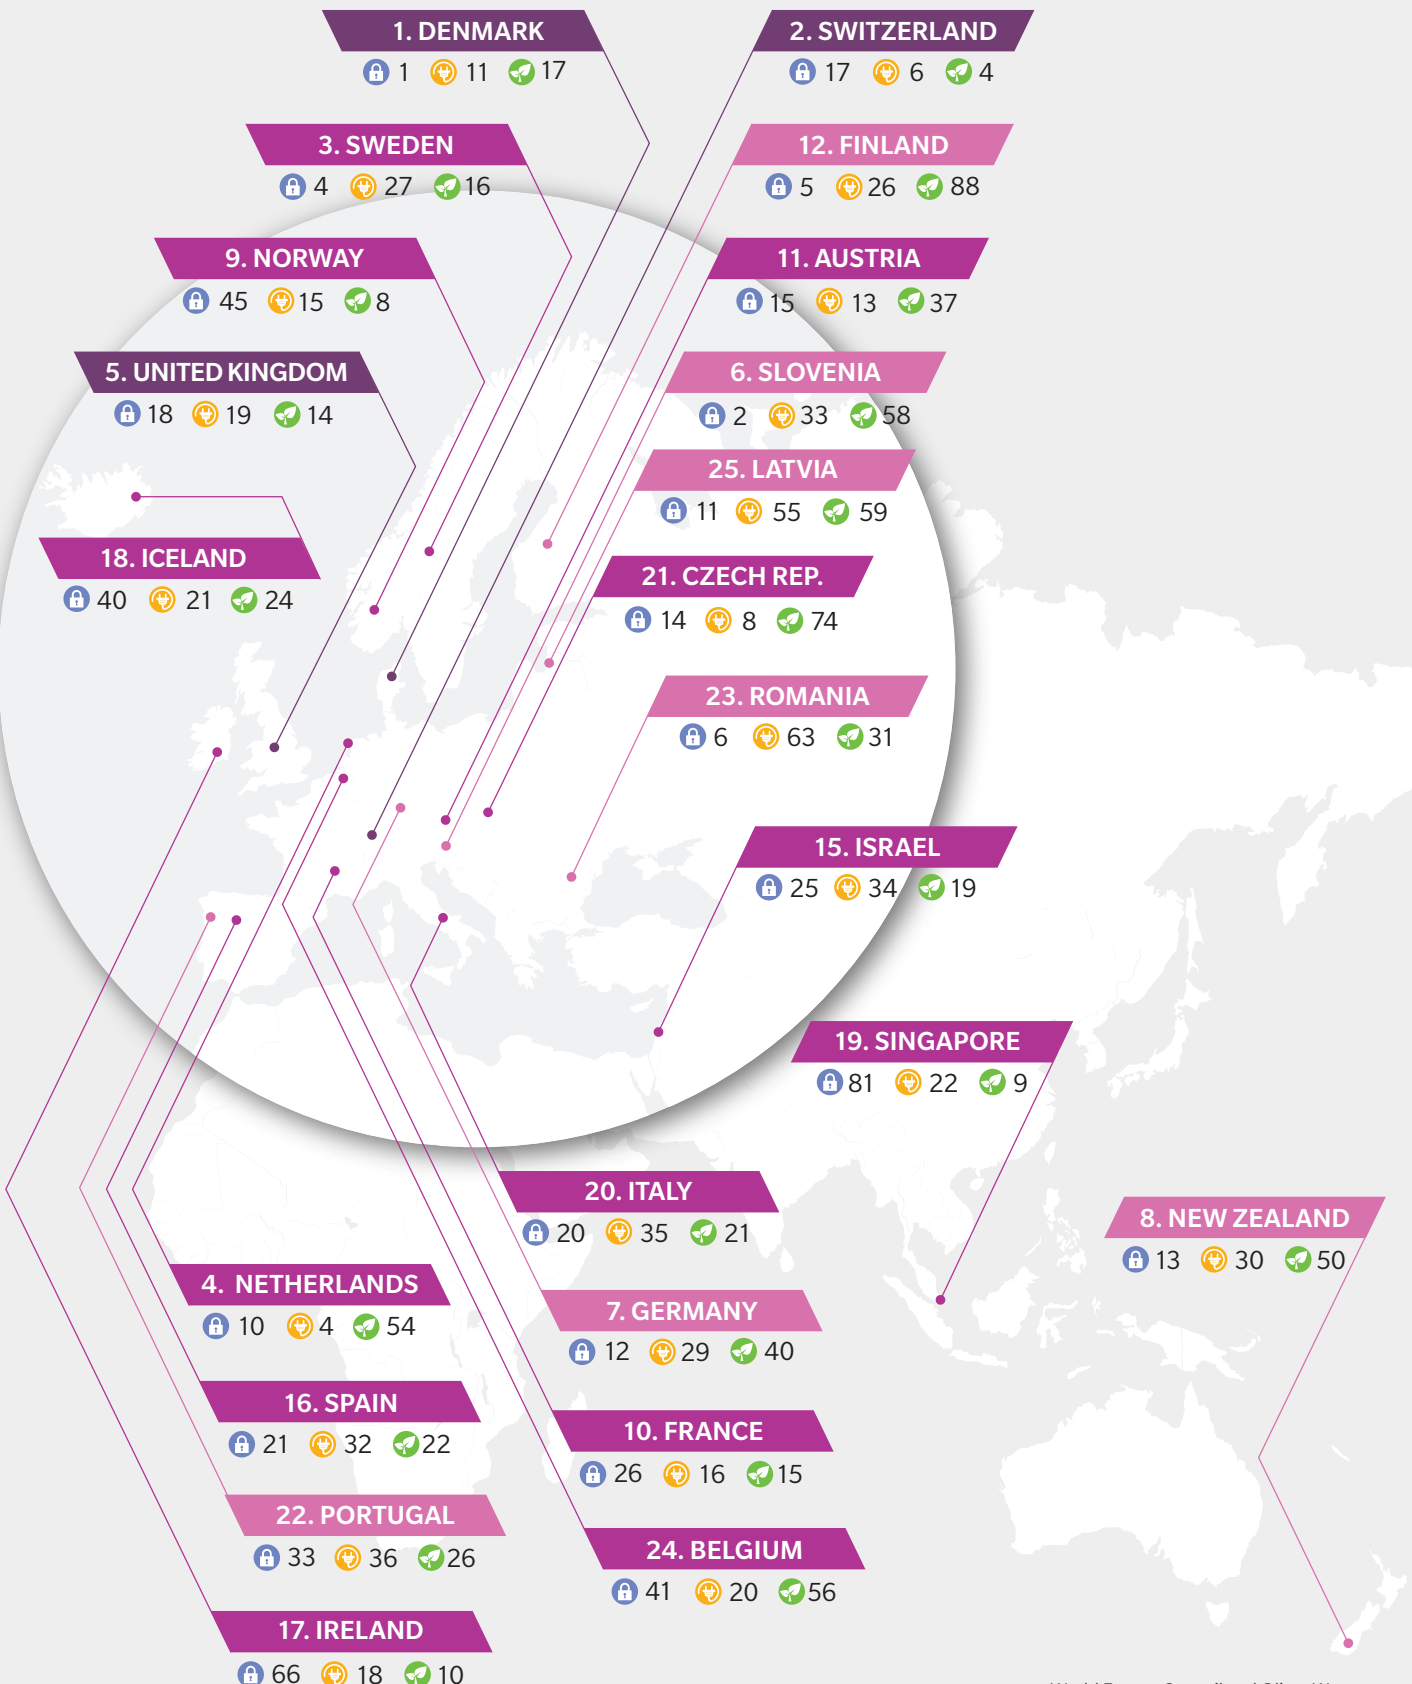 1. DENMARK
1 11 17
2. SWITZERLAND
17 6 4
3. SWEDEN
4 27 16
12. FINLAND
5 26 88
9. NORWAY
45 15 8
11. AUSTRIA
15 13 37
5. UNITED KINGDOM
18 19 14
6. SLOVENIA
2 33 58
25. LATVIA
11 55 59
18. ICELAND
40 21 24
21. CZECH REP.
14 8 74
23. ROMANIA
6 63 31
15. ISRAEL
25 34 19
19. SINGAPORE
81 22 9
20. ITALY
20 35 21
8. NEW ZEALAND
13 30 50
4. NETHERLANDS
10 4 54
7. GERMANY
12 29 40
16. SPAIN
21 32 22
10. FRANCE
26 16 15
22. PORTUGAL
33 36 26
24. BELGIUM
41 20 56
17. IRELAND
66 18 10